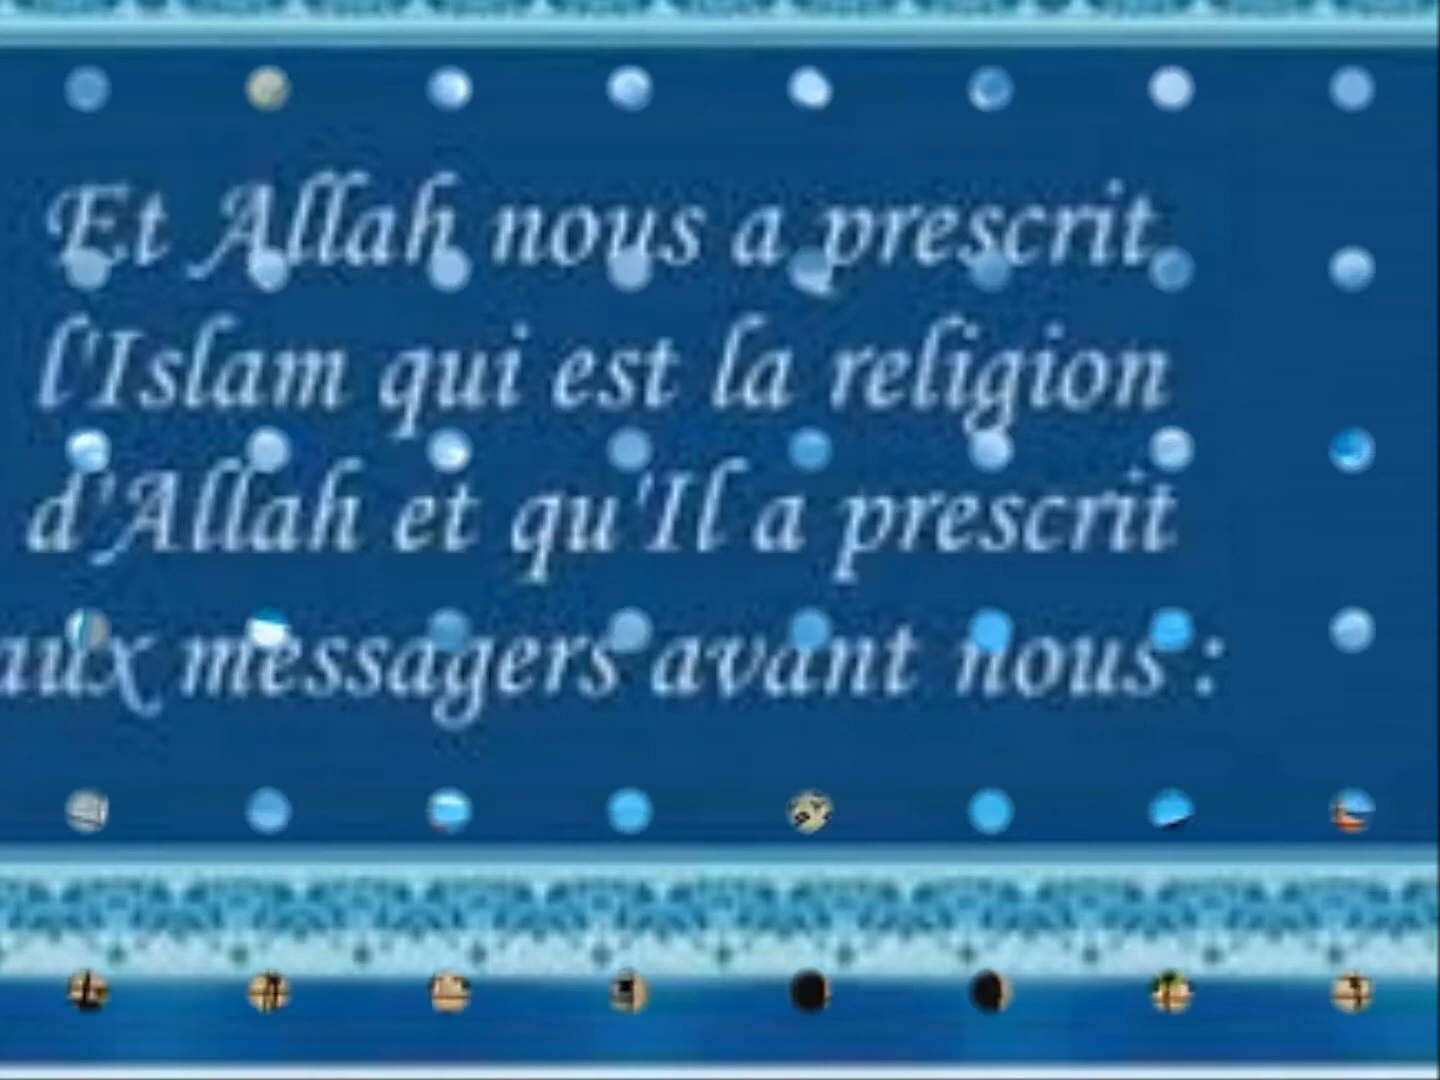 Et Allah nous a prescrit
l'Islam qui est la religion
d'Allah et qu'Il a prescrit
aux messagers avant nous :